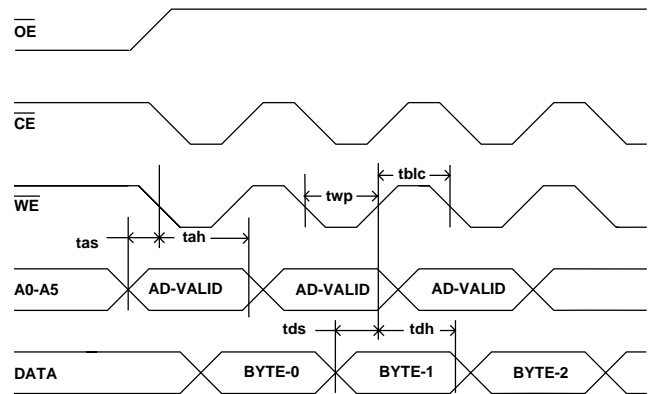 OE
CE
WE
twp
tblc
tas
tah
A0-A5
AD-VALID
AD-VALID
AD-VALID
tds
tdh
DATA
BYTE-0
BYTE-1
BYTE-2